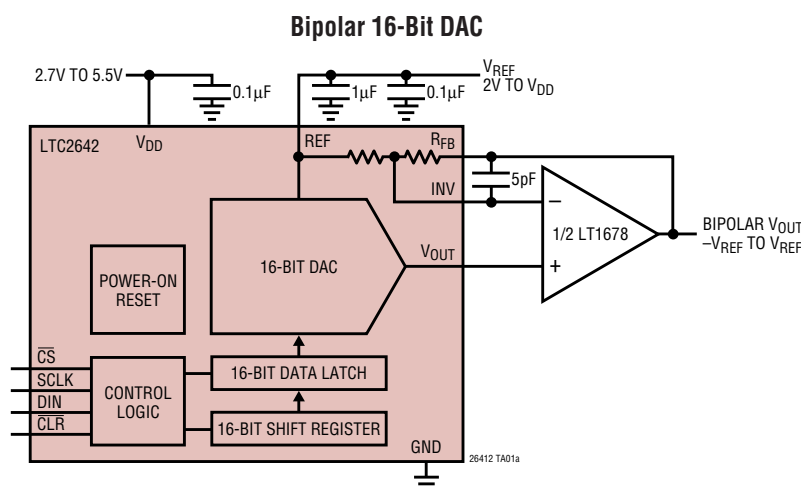 Bipolar 16-Bit DAC
2.7V TO 5.5V
0.1µF
1µF
0.1µF
VREF
2V TO VDD
LTC2642
VDD
REF
RFB
INV
5pF
1/2 LT1678
–
+
BIPOLAR VOUT
–VREF TO VREF
16-BIT DAC
VOUT
POWER-ON
RESET
CS
SCLK
DIN
CLR
CONTROL
LOGIC
16-BIT DATA LATCH
16-BIT SHIFT REGISTER
GND
26412 TA01a